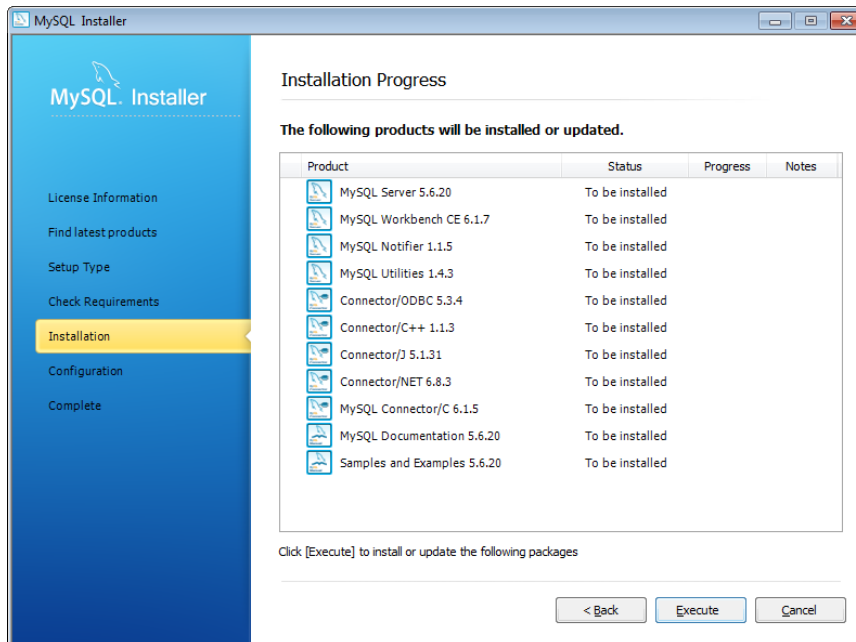 MySQL Installer
MySQL. Installer
License Information
Find latest products
Setup Type
Check Requirements
Installation
Configuration
Complete
Installation Progress
The following products will be installed or updated.
Product Status Progress Notes
MySQL Server 5.6.20 To be installed
MySQL Workbench CE 6.1.7 To be installed
MySQL Notifier 1.1.5 To be installed
MySQL Utilities 1.4.3 To be installed
Connector/ODBC 5.3.4 To be installed
Connector/C++ 1.1.3 To be installed
Connector/J 5.1.31 To be installed
Connector/NET 6.8.3 To be installed
MySQL Connector/C 6.1.5 To be installed
MySQL Documentation 5.6.20 To be installed
Samples and Examples 5.6.20 To be installed
Click [Execute] to install or update the following packages
< Back Execute Cancel